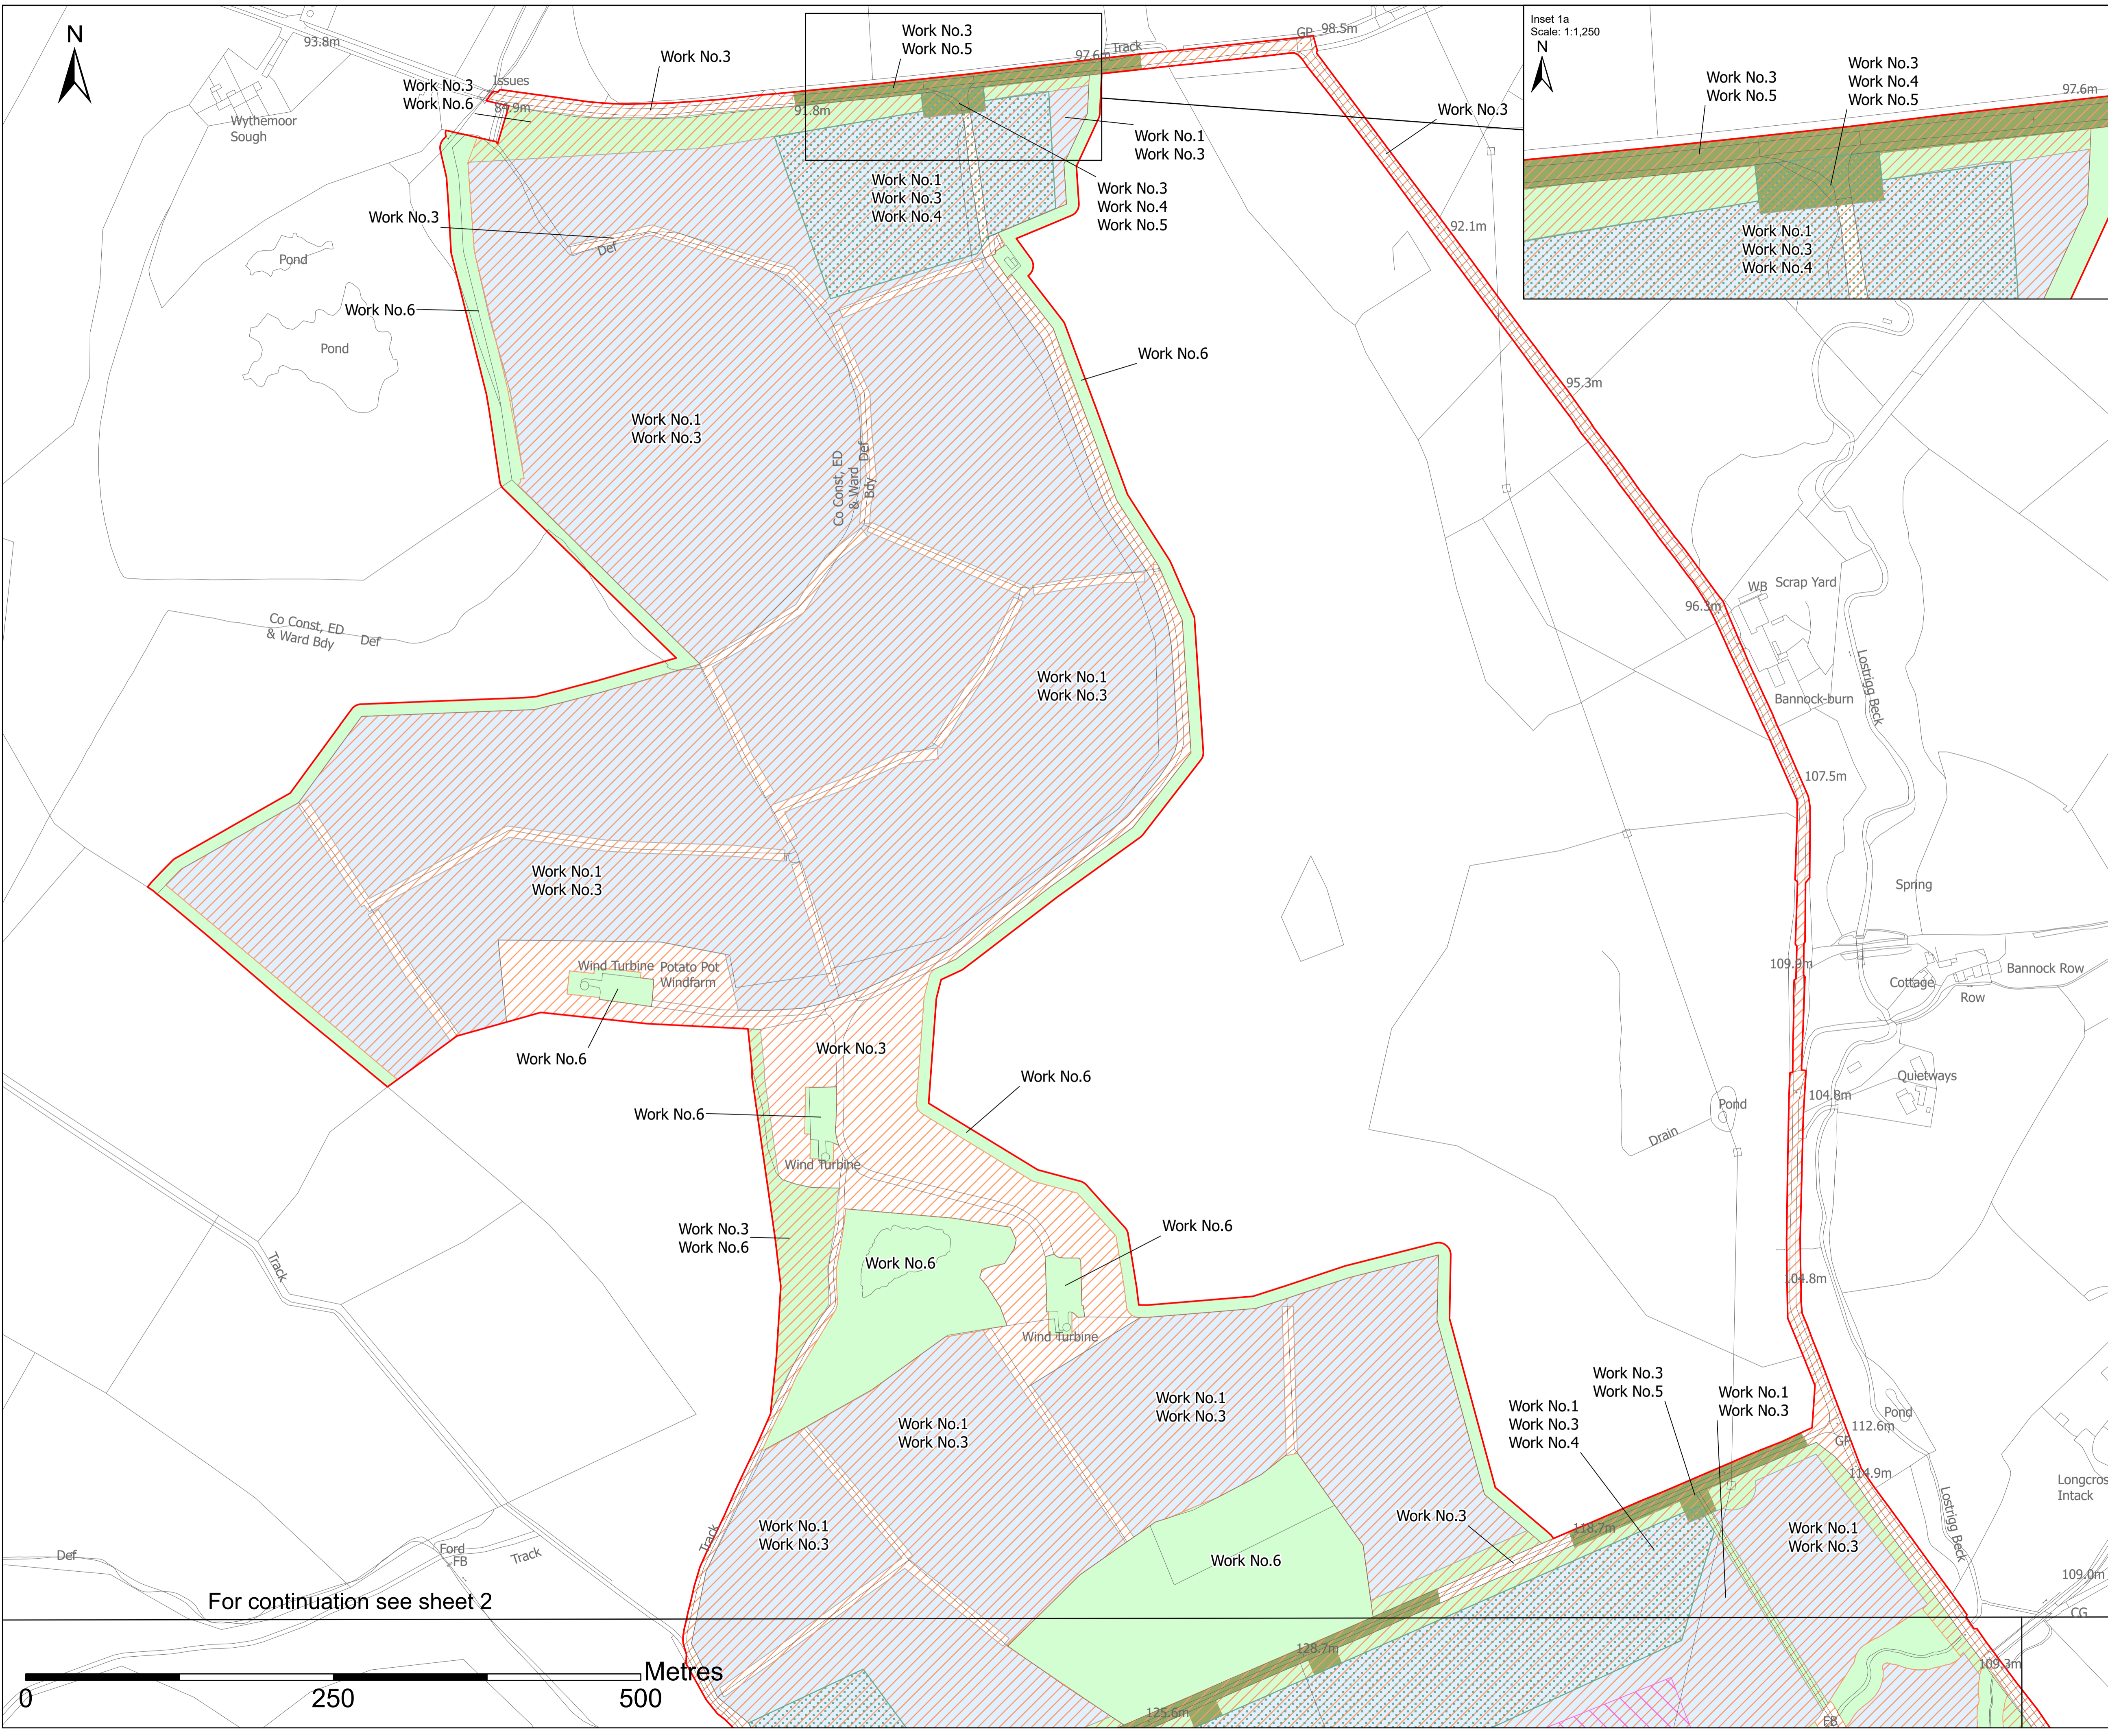 N
93.8m
Wythemoor
Sough
Issues
84.9m
Work No.3
Work No.6
Work No.3
Work No.3
Work No.5
97.6m
Track
GP
98.5m
91.8m
Work No.3
Work No.1
Work No.3
Work No.3
Work No.4
Work No.5
Work No.1
Work No.3
Work No.4
Inset 1a
Scale: 1:1,250
N
Work No.3
Work No.5
Work No.3
Work No.4
Work No.5
97.6m
Work No.1
Work No.3
Work No.4
92.1m
Work No.3
Def
Pond
Work No.6
Pond
Work No.6
95.3m
Work No.1
Work No.3
Co Const, ED
& Ward Def
Bdy
Co Const, ED
& Ward Bdy
Def
WB
Scrap Yard
96.3m
Bannock-burn
Lostrigg Beck
Work No.1
Work No.3
107.5m
Work No.1
Work No.3
Spring
Wind Turbine
Potato Pot
Windfarm
109.9m
Cottage
Row
Bannock Row
Work No.6
Work No.3
Work No.6
Quietways
104.8m
Pond
Drain
Work No.6
Wind Turbine
Work No.3
Work No.6
Work No.6
Work No.6
Track
104.8m
Wind Turbine
Work No.1
Work No.3
Work No.1
Work No.3
Work No.3
Work No.5
Work No.1
Work No.3
Work No.4
Work No.1
Work No.3
Pond
112.6m
GP
114.9m
Longcros
Intack
Work No.3
118.7m
Work No.1
Work No.3
Work No.1
Work No.3
Lostrigg Beck
Work No.6
Track
Def
Ford
FB
Track
109.0m
CG
For continuation see sheet 2
128.7m
109.3m
125.6m
FB
Metres
0
250
500